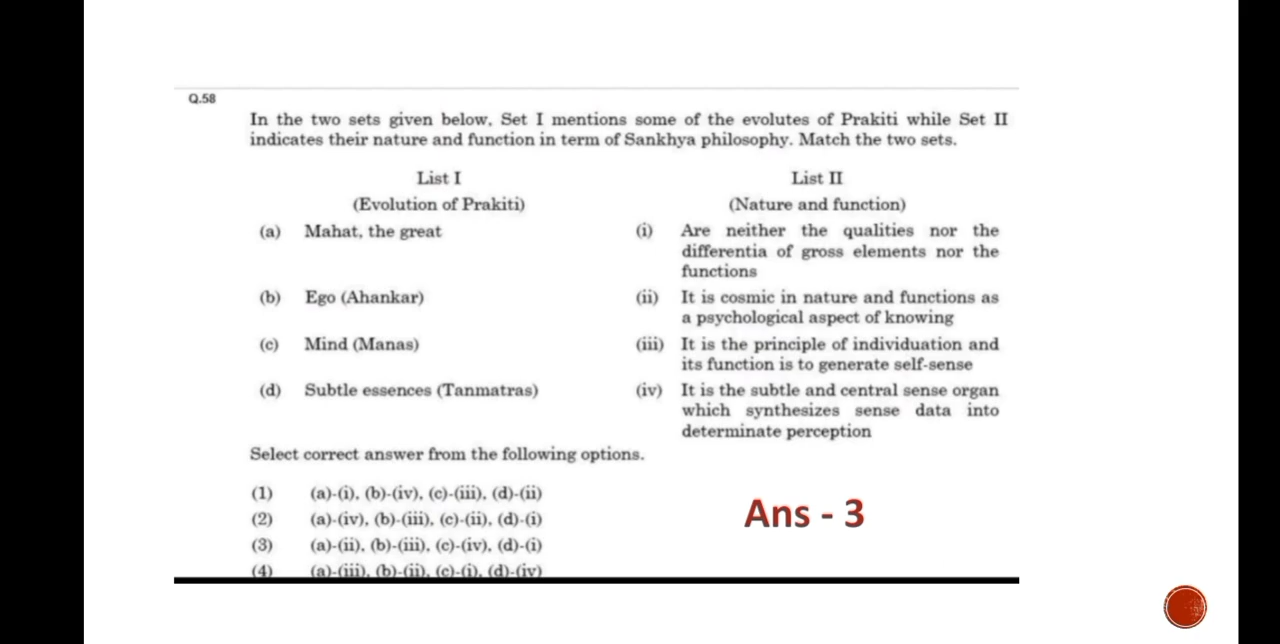 Q.58
In the two sets given below, Set I mentions some of the evolutes of Prakiti while Set II
indicates their nature and function in term of Sankhya philosophy. Match the two sets.
List I
List II
(Evolution of Prakiti)
(Nature and function)
(a) Mahat, the great
(i) Are neither the qualities nor the
differentia of gross elements nor the
functions
(b) Ego (Ahankar)
(ii) It is cosmic in nature and functions as
a psychological aspect of knowing
(c) Mind (Manas)
(iii) It is the principle of individuation and
its function is to generate self-sense
(d) Subtle essences (Tanmatras)
(iv) It is the subtle and central sense organ
which synthesizes sense data into
determinate perception
Select correct answer from the following options.
(1) (a)-(i), (b)-(iv), (c)-(iii), (d)-(ii)
(2) (a)-(iv), (b)-(iii), (c)-(ii), (d)-(i)
(3) (a)-(ii), (b)-(iii), (c)-(iv), (d)-(i)
(4) (a)-(iii), (b)-(ii), (c)-(i), (d)-(iv)
Ans - 3